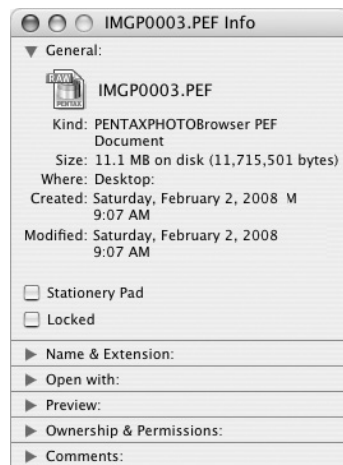 IMGP0003.PEF Info
General:
RAW
PENTAX
IMGP0003.PEF
Kind: PENTAXPHOTOBrowser PEF
Document
Size: 11.1 MB on disk (11,715,501 bytes)
Where: Desktop:
Created: Saturday, February 2, 2008 M
9:07 AM
Modified: Saturday, February 2, 2008
9:07 AM
Stationery Pad
Locked
Name & Extension:
Open with:
Preview:
Ownership & Permissions:
Comments: